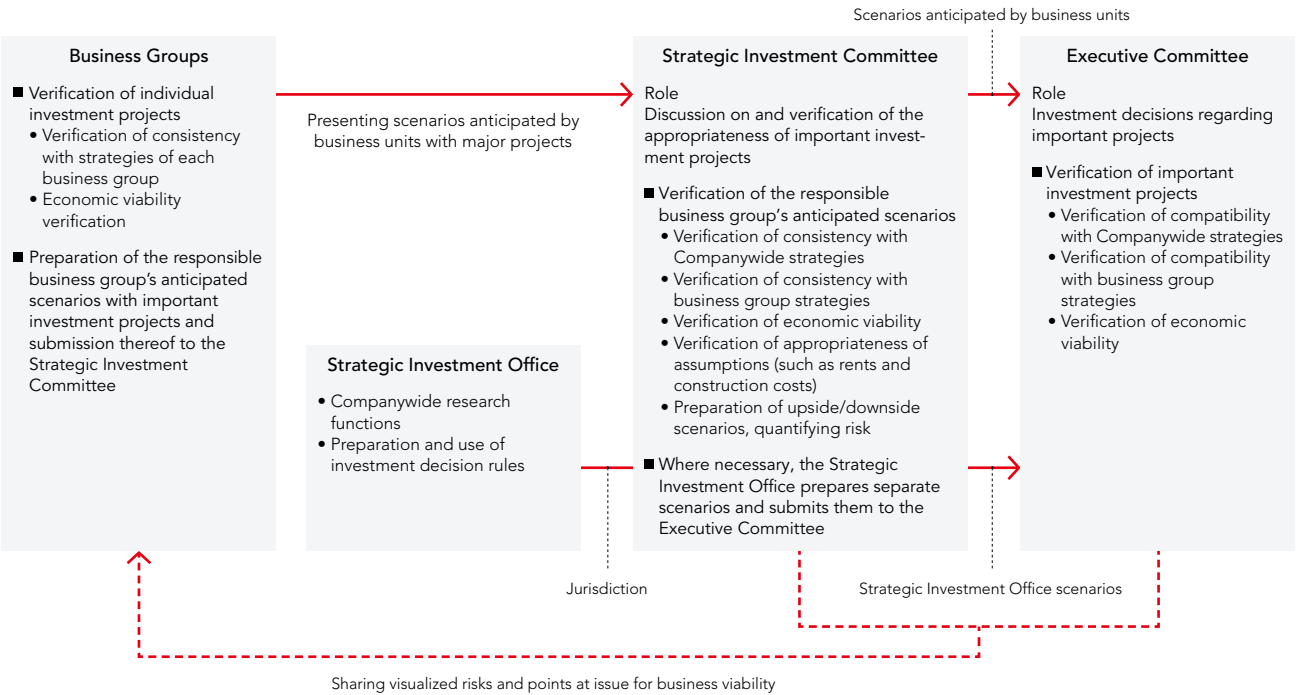 Scenarios anticipated by business units
Business Groups
■ Verification of individual
investment projects
• Verification of consistency
with strategies of each
business group
• Economic viability
verification
■ Preparation of the responsible
business group's anticipated
scenarios with important
investment projects and
submission thereof to the
Strategic Investment
Committee
Presenting scenarios anticipated by
business units with major projects
Strategic Investment Office
• Companywide research
functions
• Preparation and use of
investment decision rules
Jurisdiction
Strategic Investment Committee
Role
Discussion on and verification of the
appropriateness of important invest-
ment projects
■ Verification of the responsible
business group's anticipated scenarios
• Verification of consistency with
Companywide strategies
• Verification of consistency with
business group strategies
• Verification of economic viability
• Verification of appropriateness of
assumptions (such as rents and
construction costs)
• Preparation of upside/downside
scenarios, quantifying risk
■ Where necessary, the Strategic
Investment Office prepares separate
scenarios and submits them to the
Executive Committee
Executive Committee
Role
Investment decisions regarding
important projects
■ Verification of important
investment projects
• Verification of compatibility
with Companywide strategies
• Verification of compatibility
with business group
strategies
• Verification of economic
viability
Strategic Investment Office scenarios
Sharing visualized risks and points at issue for business viability